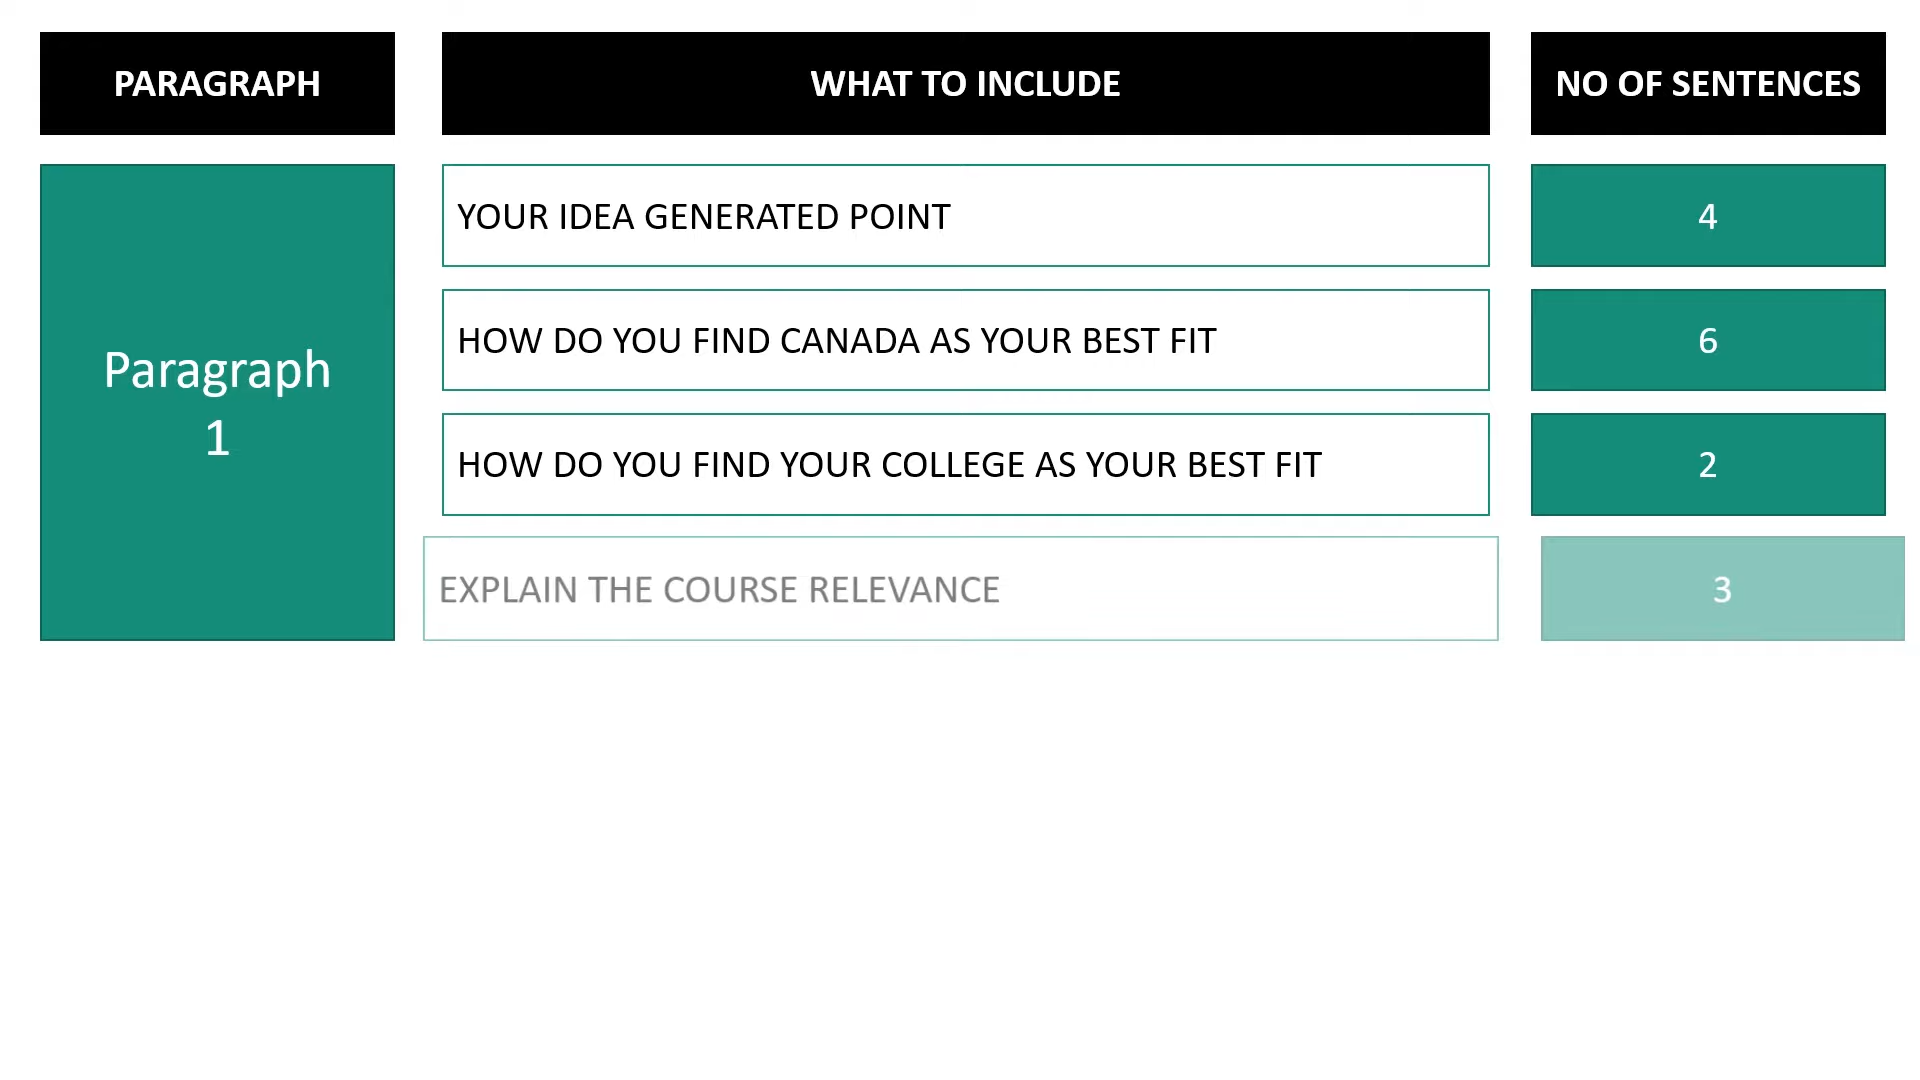 PARAGRAPH
WHAT TO INCLUDE
NO OF SENTENCES
Paragraph
1
YOUR IDEA GENERATED POINT
4
HOW DO YOU FIND CANADA AS YOUR BEST FIT
6
HOW DO YOU FIND YOUR COLLEGE AS YOUR BEST FIT
2
EXPLAIN THE COURSE RELEVANCE
3